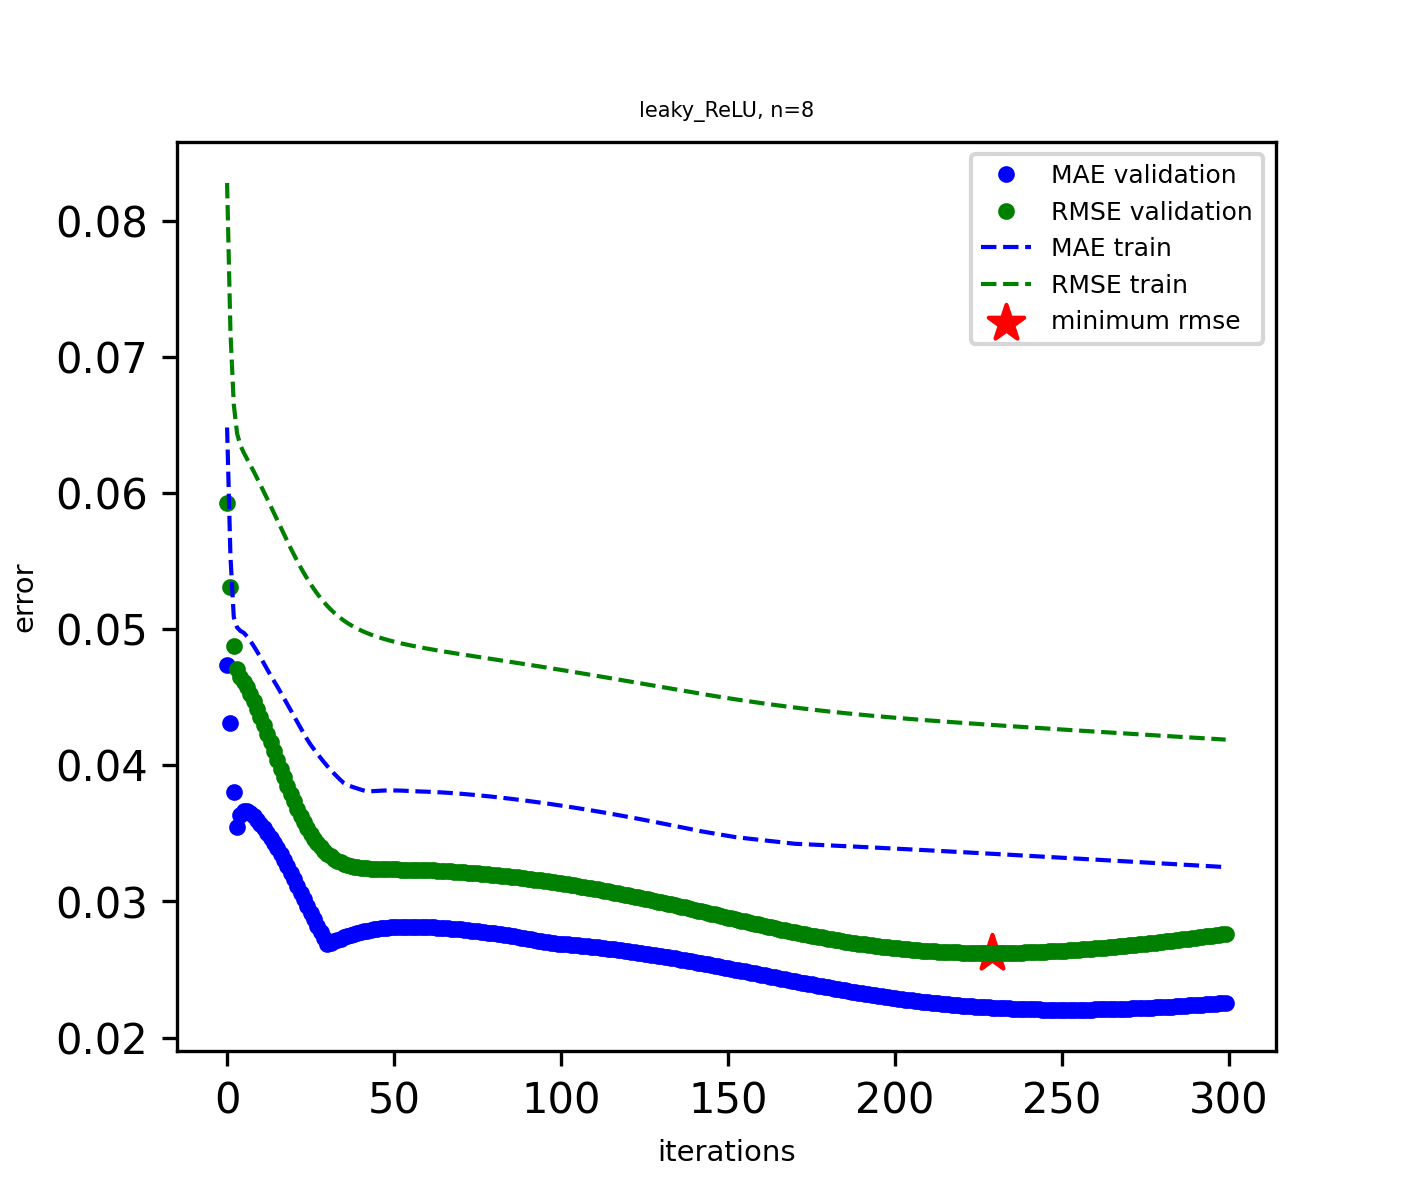 leaky_ReLU, n=8
MAE validation
RMSE validation
MAE train
RMSE train
minimum rmse
error
0.08
0.07
0.06
0.05
0.04
0.03
0.02
0 50 100 150 200 250 300
iterations